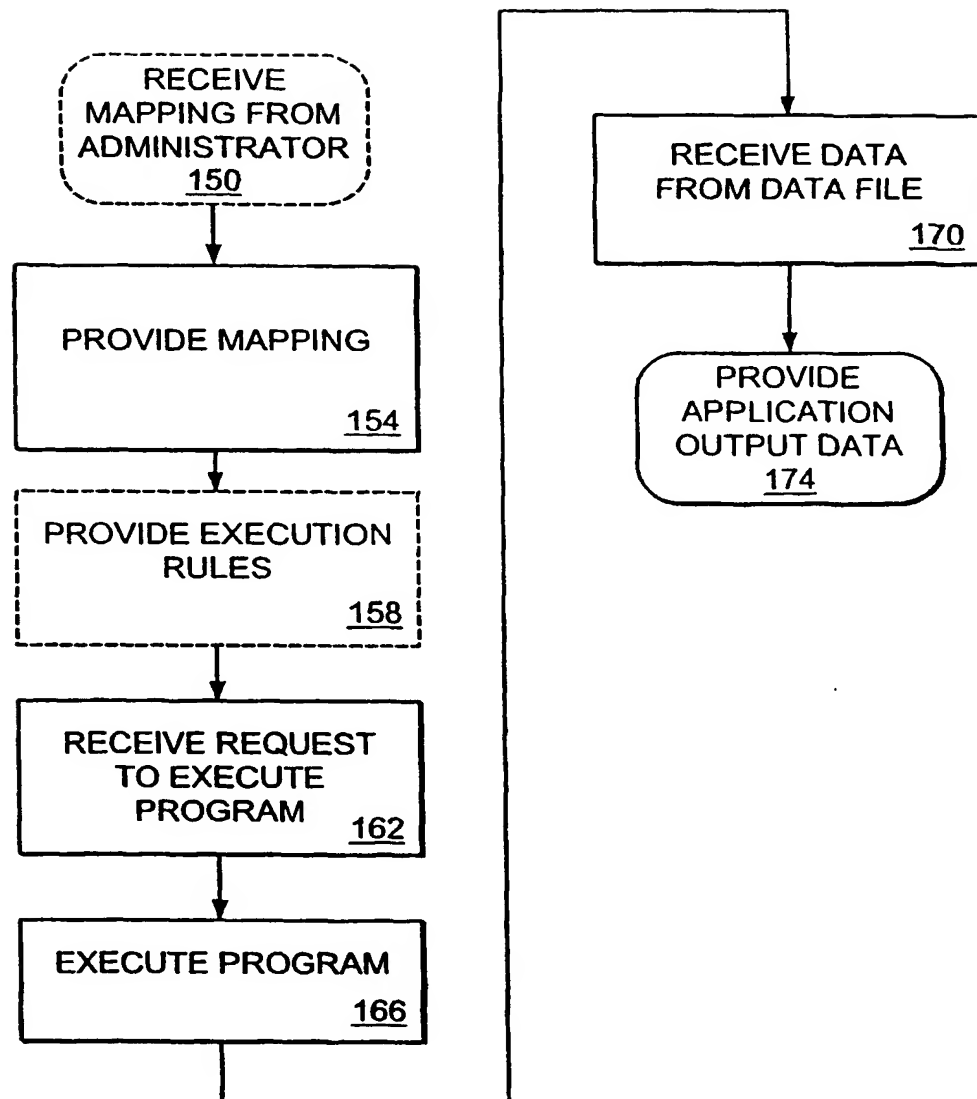 RECEIVE
MAPPING FROM
ADMINISTRATOR
150
PROVIDE MAPPING
154
PROVIDE EXECUTION
RULES
158
RECEIVE REQUEST
TO EXECUTE
PROGRAM
162
EXECUTE PROGRAM
166
RECEIVE DATA
FROM DATA FILE
170
PROVIDE
APPLICATION
OUTPUT DATA
174